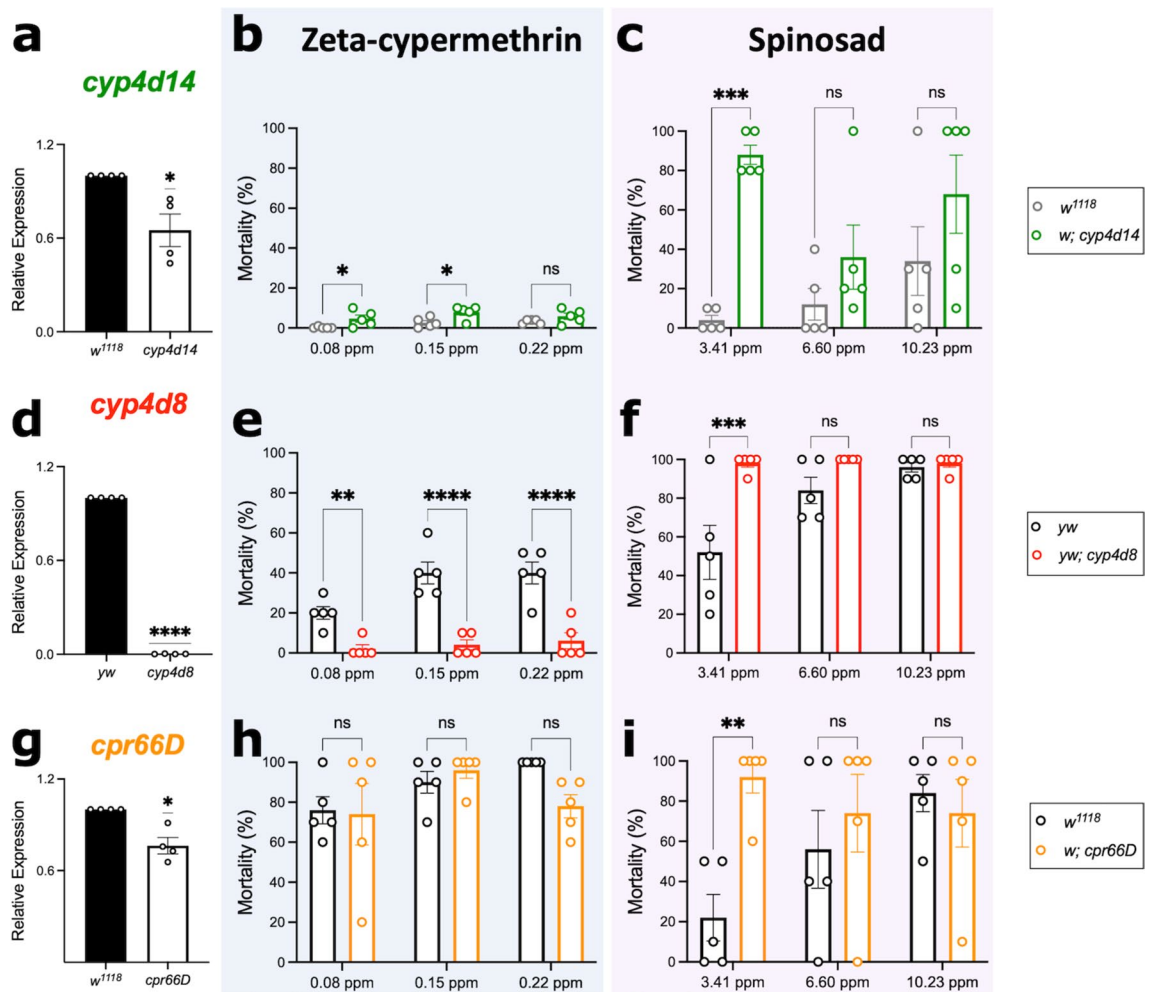 a
b Zeta-cypermethrin
c Spinosad
cyp4d14
Relative Expression
1.2
0.6
0.0
*
w1118 cyp4d14
Mortality (%)
100
80
60
40
20
0
* * ns
0.08 ppm 0.15 ppm 0.22 ppm
Mortality (%)
100
80
60
40
20
0
*** ns ns
3.41 ppm 6.60 ppm 10.23 ppm
w1118
w; cyp4d14
d
cyp4d8
e
f
Relative Expression
1.2
0.6
0.0
****
yw cyp4d8
Mortality (%)
100
80
60
40
20
0
** **** ****
0.08 ppm 0.15 ppm 0.22 ppm
Mortality (%)
100
80
60
40
20
0
*** ns ns
3.41 ppm 6.60 ppm 10.23 ppm
yw
yw; cyp4d8
g
cpr66D
h
i
Relative Expression
1.2
0.6
*
w1118 cpr66D
Mortality (%)
100
80
60
40
20
0
ns ns ns
0.08 ppm 0.15 ppm 0.22 ppm
Mortality (%)
100
80
60
40
20
0
** ns ns
3.41 ppm 6.60 ppm 10.23 ppm
w1118
w; cpr66D